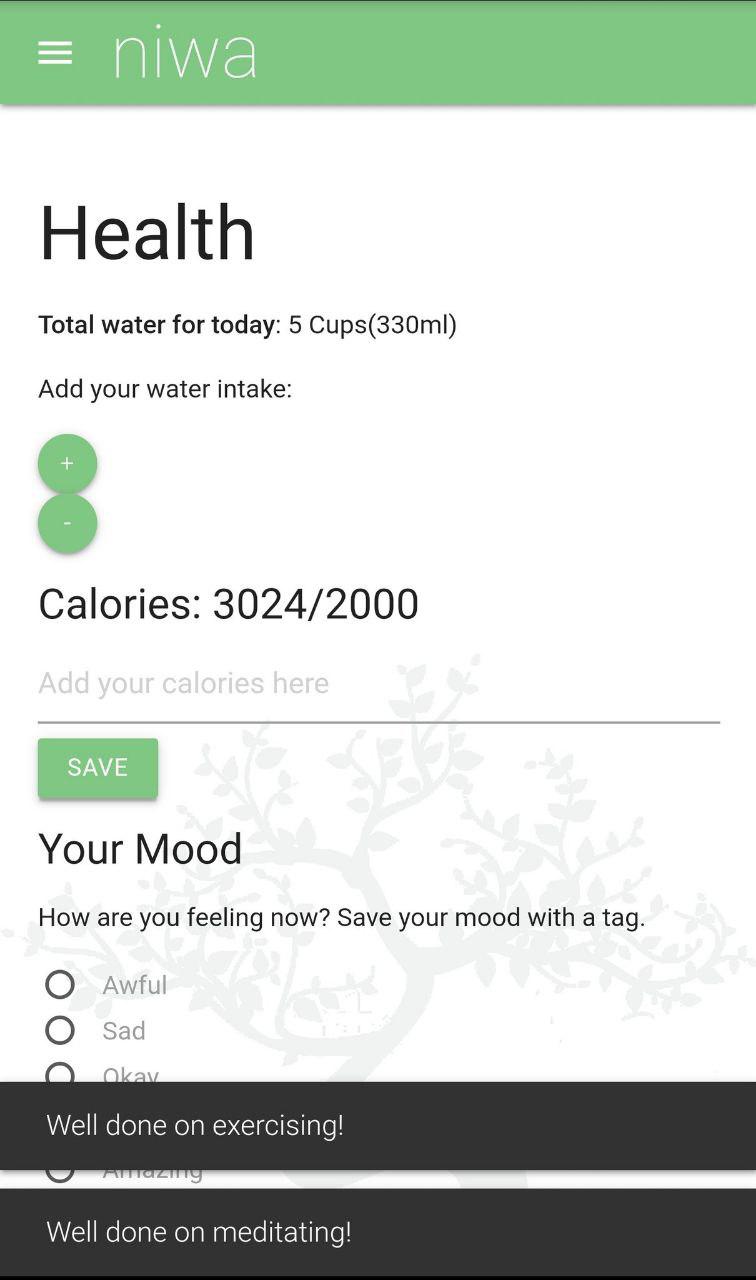 niwa
Health
Total water for today: 5 Cups(330ml)
Add your water intake:
+
-
Calories: 3024/2000
Add your calories here
SAVE
Your Mood
How are you feeling now? Save your mood with a tag.
Awful
Sad
Okay
Well done on exercising!
Amazing
Well done on meditating!